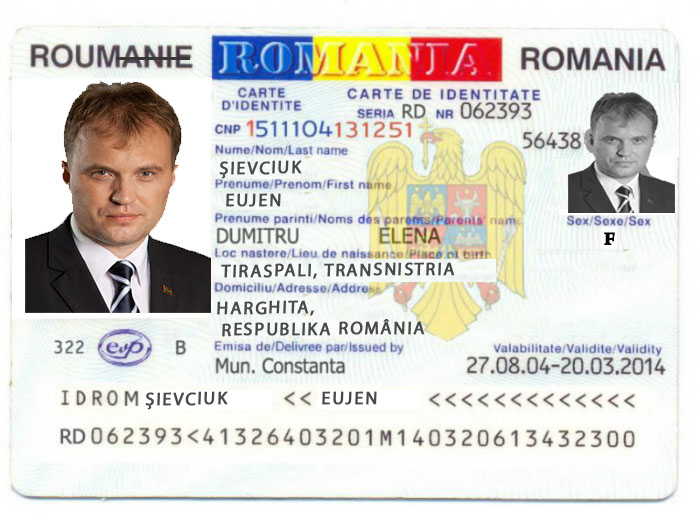 ROUMANIE ROMANIA ROMANIA
CARTE D'IDENTITE CARTE DE IDENTITATE
SERIA RD NR 062393
CNP 1511104131251 56438
Nume/Nom/Last name
ŞIEVCIUK
Prenume/Prenom/First name
EUJEN
Prenume parinti/Noms des parents/Parents' name
DUMITRU ELENA
Sex/Sexe/Sex
F
Loc nastere/Lieu de naissance/Place of birth
TIRASPALI, TRANSNISTRIA
Domiciliu/Adresse/Address
HARGHITA,
RESPUBLIKA ROMÂNIA
322 evp B
Emisa de/Delivree par/Issued by Valabilitate/Validite/Validity
Mun. Constanta 27.08.04-20.03.2014
IDROMŞIEVCIUK << EUJEN <<<<<<<<<<<<<
RD062393<41326403201M140320613432300